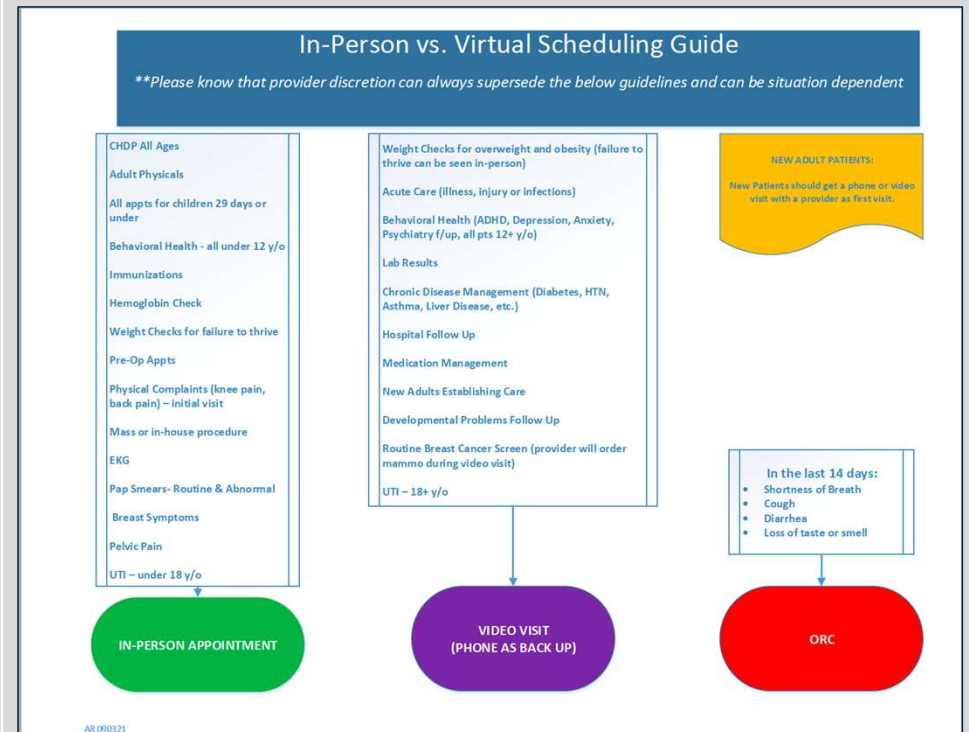 In-Person vs. Virtual Scheduling Guide
**Please know that provider discretion can always supersede the below guidelines and can be situation dependent
CHDP All Ages
Adult Physicals
All appts for children 29 days or
under
Behavioral Health - all under 12 y/o
Immunizations
Hemoglobin Check
Weight Checks for failure to thrive
Pre-Op Appts
Physical Complaints (knee pain,
back pain) – initial visit
Mass or in-house procedure
EKG
Pap Smears- Routine & Abnormal
Breast Symptoms
Pelvic Pain
UTI – under 18 y/o
IN-PERSON APPOINTMENT
Weight Checks for overweight and obesity (failure to
thrive can be seen in-person)
Acute Care (illness, injury or infections)
Behavioral Health (ADHD, Depression, Anxiety,
Psychiatry f/up, all pts 12+ y/o)
Lab Results
Chronic Disease Management (Diabetes, HTN,
Asthma, Liver Disease, etc.)
Hospital Follow Up
Medication Management
New Adults Establishing Care
Developmental Problems Follow Up
Routine Breast Cancer Screen (provider will order
mammo during video visit)
UTI – 18+ y/o
VIDEO VISIT
(PHONE AS BACK UP)
NEW ADULT PATIENTS:
New Patients should get a phone or video
visit with a provider as first visit.
In the last 14 days:
• Shortness of Breath
• Cough
• Diarrhea
• Loss of taste or smell
ORC
AR 090321